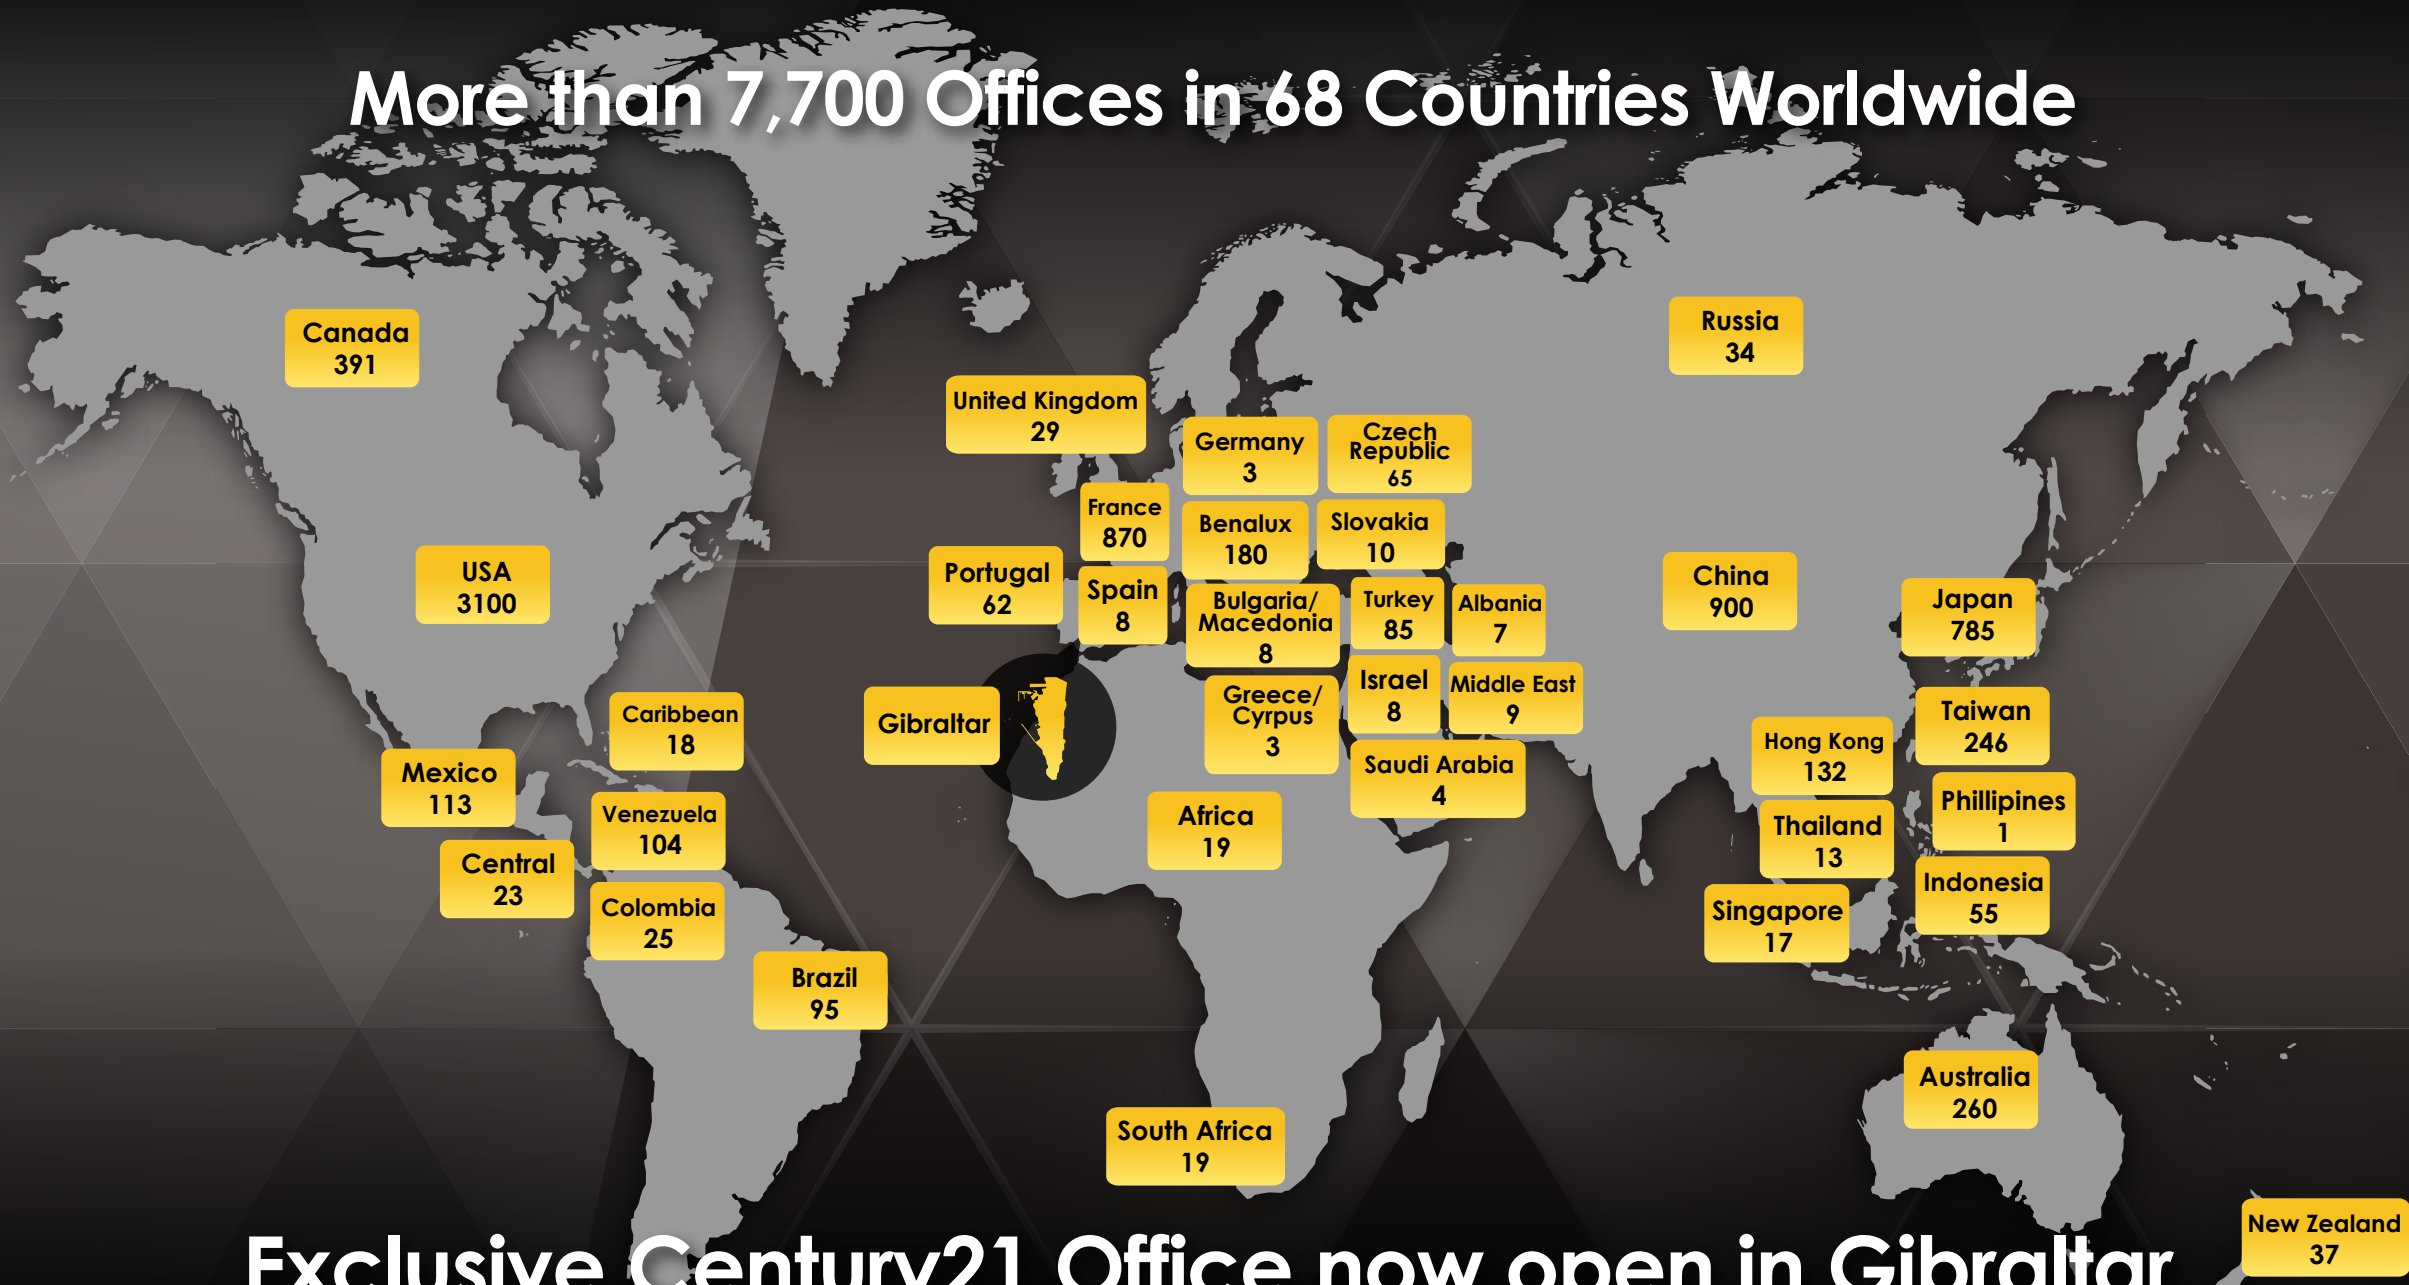 More than 7,700 Offices in 68 Countries Worldwide
Canada
391
Russia
34
United Kingdom
29
Germany
3
Czech
Republic
65
France
870
Benalux
180
Slovakia
10
USA
3100
Portugal
62
Spain
8
Bulgaria/
Macedonia
8
Turkey
85
Albania
7
China
900
Japan
785
Caribbean
18
Gibraltar
Greece/
Cyrpus
3
Israel
8
Middle East
9
Taiwan
246
Hong Kong
132
Mexico
113
Saudi Arabia
4
Venezuela
104
Africa
19
Phillipines
1
Thailand
13
Central
23
Colombia
25
Singapore
17
Indonesia
55
Brazil
95
Australia
260
South Africa
19
New Zealand
37
Exclusive Century21 Office now open in Gibraltar